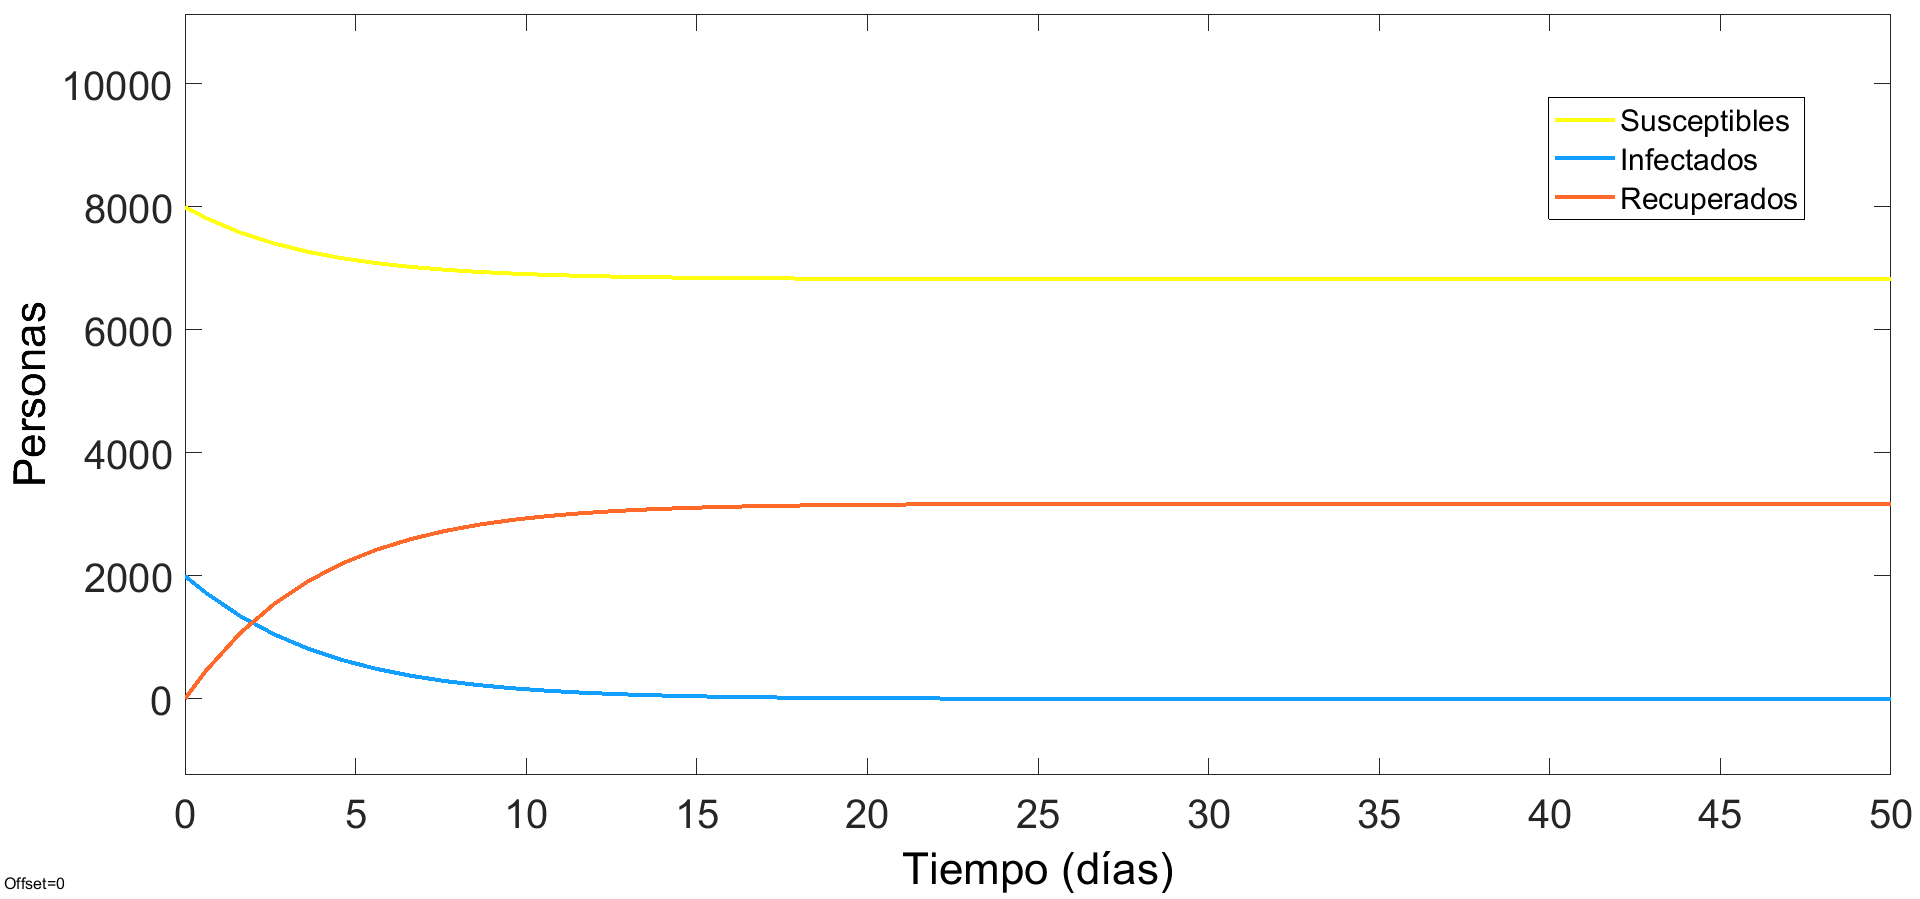 10000
8000
6000
4000
2000
0
Personas
Susceptibles
Infectados
Recuperados
0 5 10 15 20 25 30 35 40 45 50
Tiempo (días)
Offset=0